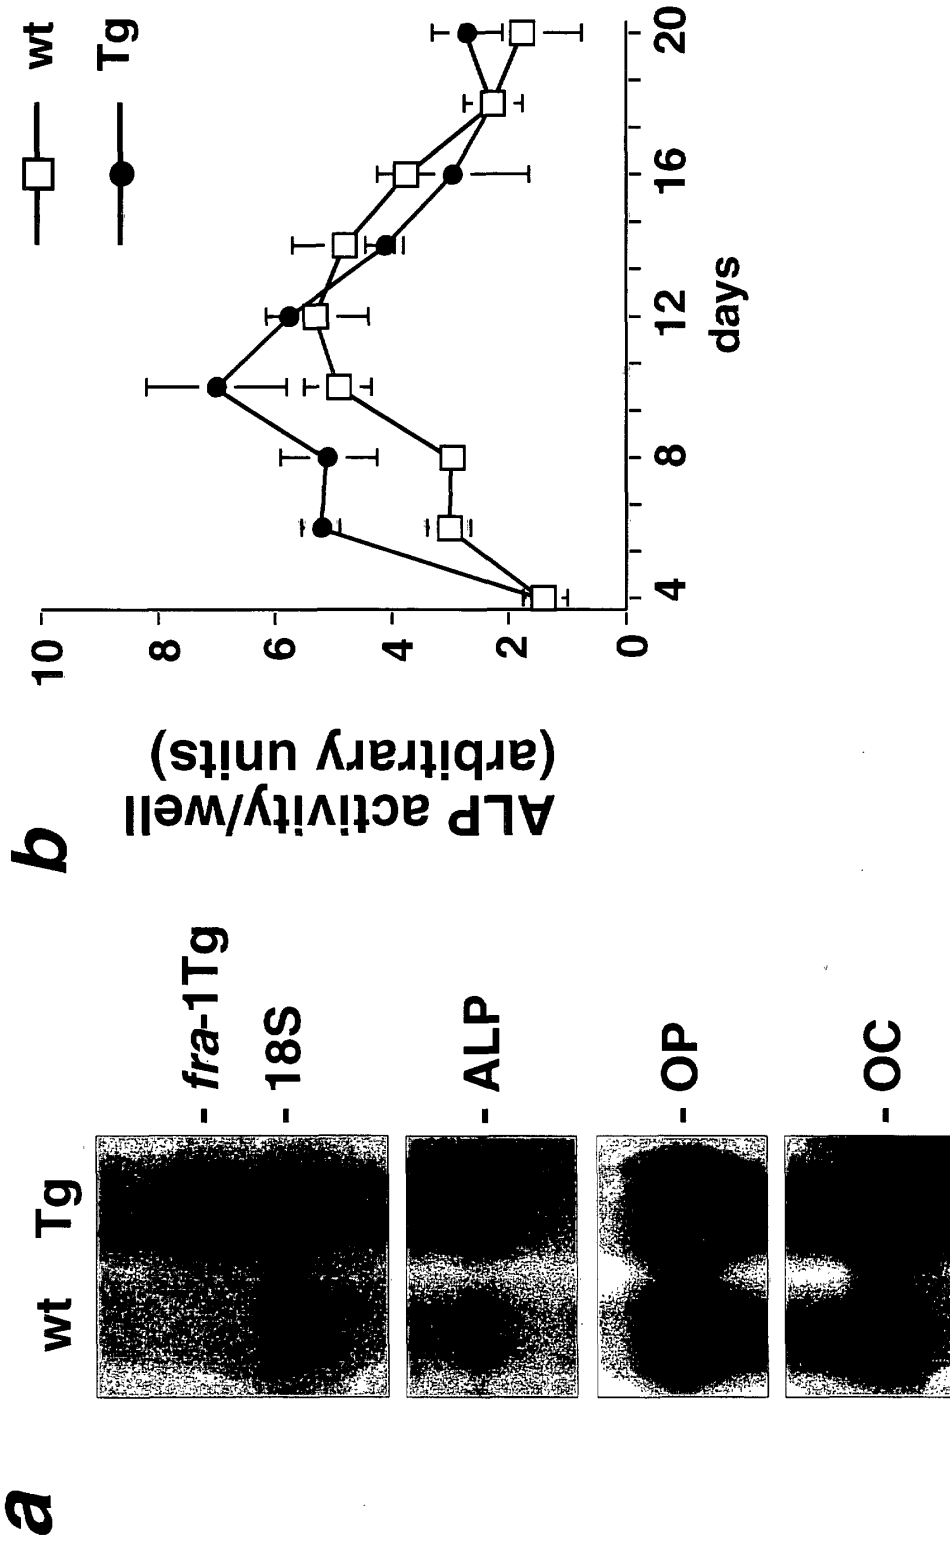 a
wt Tg
- fra-1Tg
- 18S
- ALP
- OP
- OC
b
wt
Tg
ALP activity/well
(arbitrary units)
10
8
6
4
2
0
4 8 12 16 20
days